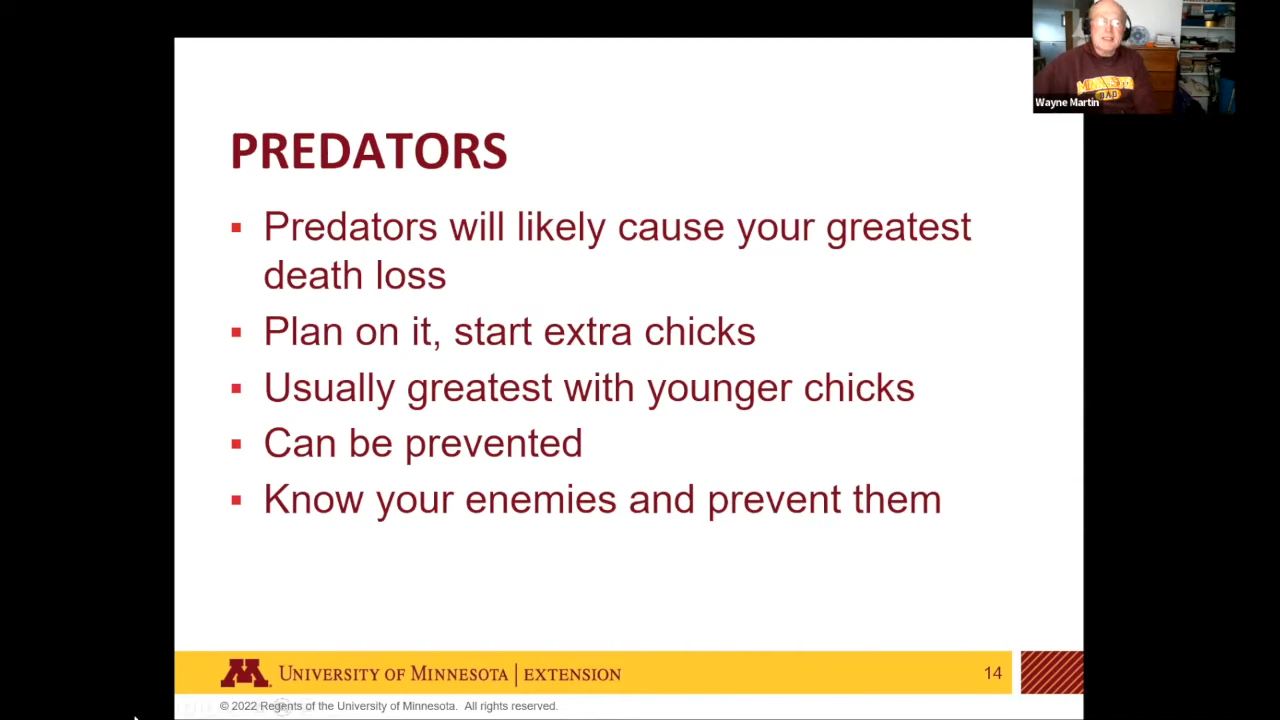 MINNESOTA
DAD
Wayne Martin
PREDATORS
▪ Predators will likely cause your greatest
death loss
▪ Plan on it, start extra chicks
▪ Usually greatest with younger chicks
▪ Can be prevented
▪ Know your enemies and prevent them
M UNIVERSITY OF MINNESOTA | EXTENSION
14
© 2022 Regents of the University of Minnesota. All rights reserved.